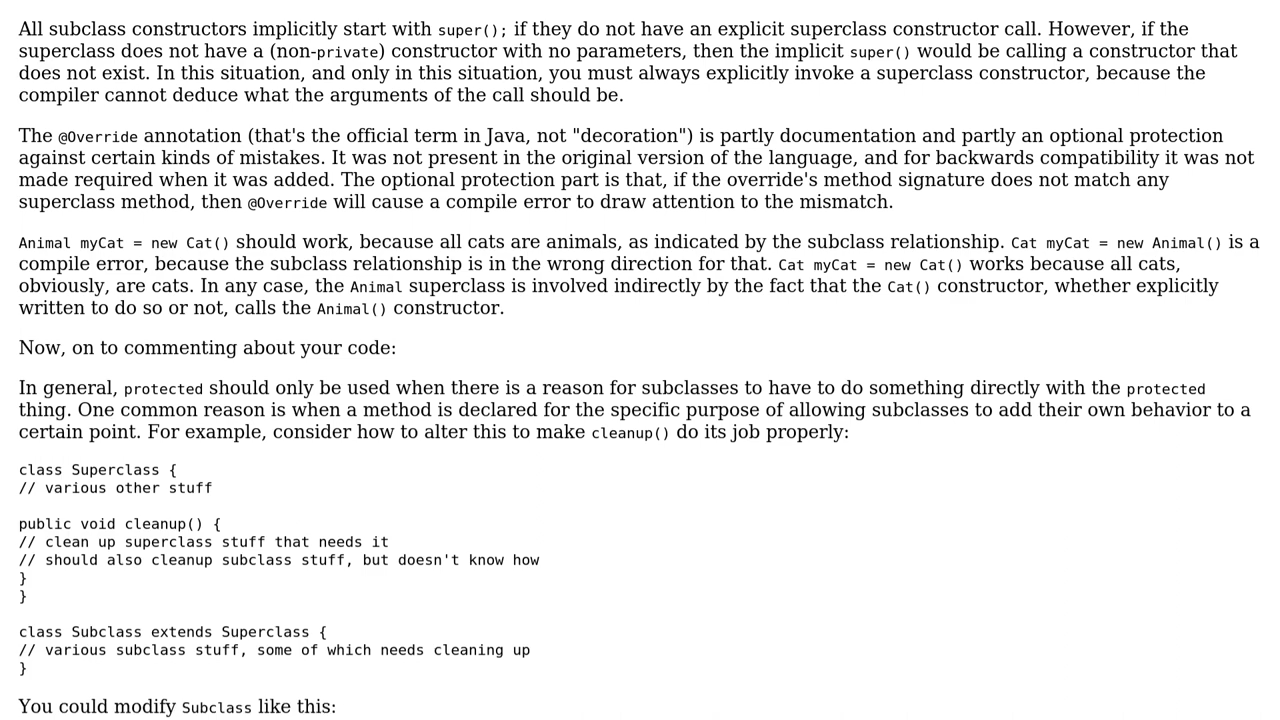 All subclass constructors implicitly start with super(); if they do not have an explicit superclass constructor call. However, if the
superclass does not have a (non-private) constructor with no parameters, then the implicit super() would be calling a constructor that
does not exist. In this situation, and only in this situation, you must always explicitly invoke a superclass constructor, because the
compiler cannot deduce what the arguments of the call should be.
The @Override annotation (that's the official term in Java, not "decoration") is partly documentation and partly an optional protection
against certain kinds of mistakes. It was not present in the original version of the language, and for backwards compatibility it was not
made required when it was added. The optional protection part is that, if the override's method signature does not match any
superclass method, then @Override will cause a compile error to draw attention to the mismatch.
Animal myCat = new Cat() should work, because all cats are animals, as indicated by the subclass relationship. Cat myCat = new Animal() is a
compile error, because the subclass relationship is in the wrong direction for that. Cat myCat = new Cat() works because all cats,
obviously, are cats. In any case, the Animal superclass is involved indirectly by the fact that the Cat() constructor, whether explicitly
written to do so or not, calls the Animal() constructor.
Now, on to commenting about your code:
In general, protected should only be used when there is a reason for subclasses to have to do something directly with the protected
thing. One common reason is when a method is declared for the specific purpose of allowing subclasses to add their own behavior to a
certain point. For example, consider how to alter this to make cleanup() do its job properly:
class Superclass {
// various other stuff
public void cleanup() {
// clean up superclass stuff that needs it
// should also cleanup subclass stuff, but doesn't know how
}
}
class Subclass extends Superclass {
// various subclass stuff, some of which needs cleaning up
}
You could modify Subclass like this: